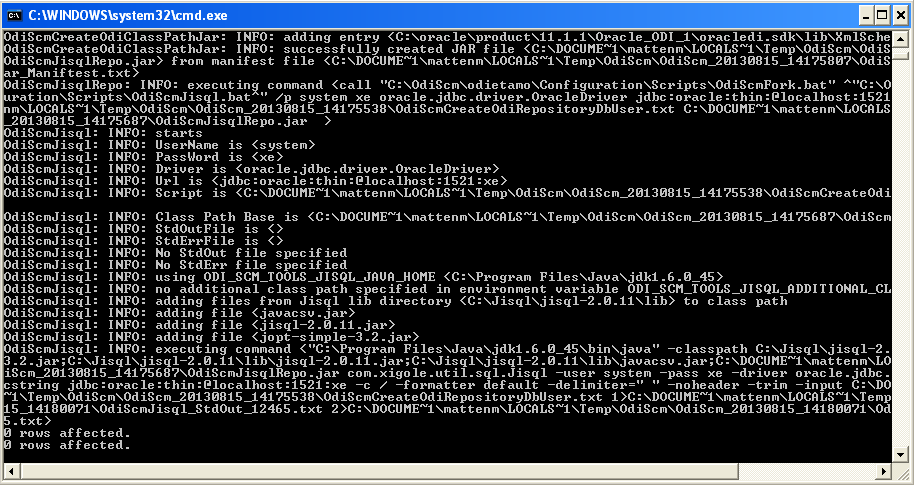 C:\WINDOWS\system32\cmd.exe
OdiScmCreateOdiClassPathJar: INFO: adding entry <C:\oracle\product\11.1.1\Oracle_ODI_1\oracledi.sdk\lib\XmlSche
OdiScmCreateOdiClassPathJar: INFO: successfully created JAR file <C:\DOCUME~1\mattenm\LOCALS~1\Temp\OdiScm\OdiS
OdiScmJisqlRepo.jar> from manifest file <C:\DOCUME~1\mattenm\LOCALS~1\Temp\OdiScm\OdiScm_20130815_14175807\OdiS
ar_Maniftest.txt>
OdiScmJisqlRepo: INFO: executing command <call "C:\OdiScm\odietamo\Configuration\Scripts\OdiScmFork.bat" ^"C:\O
uration\Scripts\OdiScmJisql.bat^" /p system xe oracle.jdbc.driver.OracleDriver jdbc:oracle:thin:@localhost:1521
nm\LOCALS~1\Temp\OdiScm\OdiScm_20130815_14175538\OdiScmCreateOdiRepositoryDbUser.txt C:\DOCUME~1\mattenm\LOCALS
_20130815_14175687\OdiScmJisqlRepo.jar  >
OdiScmJisql: INFO: starts
OdiScmJisql: INFO: UserName is <system>
OdiScmJisql: INFO: PassWord is <xe>
OdiScmJisql: INFO: Driver is <oracle.jdbc.driver.OracleDriver>
OdiScmJisql: INFO: Url is <jdbc:oracle:thin:@localhost:1521:xe>
OdiScmJisql: INFO: Script is <C:\DOCUME~1\mattenm\LOCALS~1\Temp\OdiScm\OdiScm_20130815_14175538\OdiScmCreateOdi
OdiScmJisql: INFO: Class Path Base is <C:\DOCUME~1\mattenm\LOCALS~1\Temp\OdiScm\OdiScm_20130815_14175687\OdiScm
OdiScmJisql: INFO: StdOutFile is <>
OdiScmJisql: INFO: StdErrFile is <>
OdiScmJisql: INFO: No StdOut file specified
OdiScmJisql: INFO: No StdErr file specified
OdiScmJisql: INFO: using ODI_SCM_TOOLS_JISQL_JAVA_HOME <C:\Program Files\Java\jdk1.6.0_45>
OdiScmJisql: INFO: no additional class path specified in environment variable ODI_SCM_TOOLS_JISQL_ADDITIONAL_CL
OdiScmJisql: INFO: adding files from Jisql lib directory <C:\Jisql\jisql-2.0.11\lib> to class path
OdiScmJisql: INFO: adding file <javacsv.jar>
OdiScmJisql: INFO: adding file <jisql-2.0.11.jar>
OdiScmJisql: INFO: adding file <jopt-simple-3.2.jar>
OdiScmJisql: INFO: executing command <"C:\Program Files\Java\jdk1.6.0_45\bin\java" -classpath C:\Jisql\jisql-2.
3.2.jar;C:\Jisql\jisql-2.0.11\lib\jisql-2.0.11.jar;C:\Jisql\jisql-2.0.11\lib\javacsv.jar;C:\DOCUME~1\mattenm\LO
_14175687\OdiScmJisqlRepo.jar com.xigole.util.sql.Jisql -user system -pass xe -driver oracle.jdbc.
cstring jdbc:oracle:thin:@localhost:1521:xe -c / -formatter default -delimiter=" " -noheader -trim -input C:\DO
~1\Temp\OdiScm\OdiScm_20130815_14175538\OdiScmCreateOdiRepositoryDbUser.txt 1>C:\DOCUME~1\mattenm\LOCALS~1\Temp
15_14180071\OdiScmJisql_StdOut_12465.txt 2>C:\DOCUME~1\mattenm\LOCALS~1\Temp\OdiScm\OdiScm_20130815_14180071\Od
5.txt>
0 rows affected.
0 rows affected.